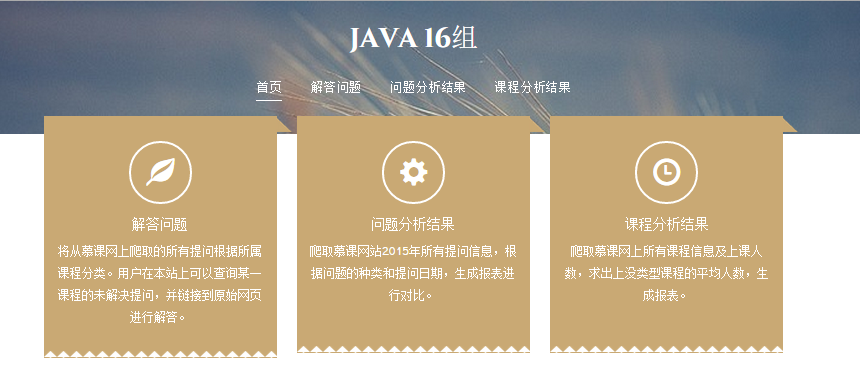 JAVA 16组
首页 解答问题 问题分析结果 课程分析结果
解答问题
将从慕课网上爬取的所有提问根据所属
课程分类。用户在本站上可以查询某一
课程的未解决提问，并链接到原始网页
进行解答。
问题分析结果
爬取慕课网站2015年所有提问信息，根
据问题的种类和提问日期，生成报表进
行对比。
课程分析结果
爬取慕课网上所有课程信息及上课人
数，求出上没类型课程的平均人数，生
成报表。